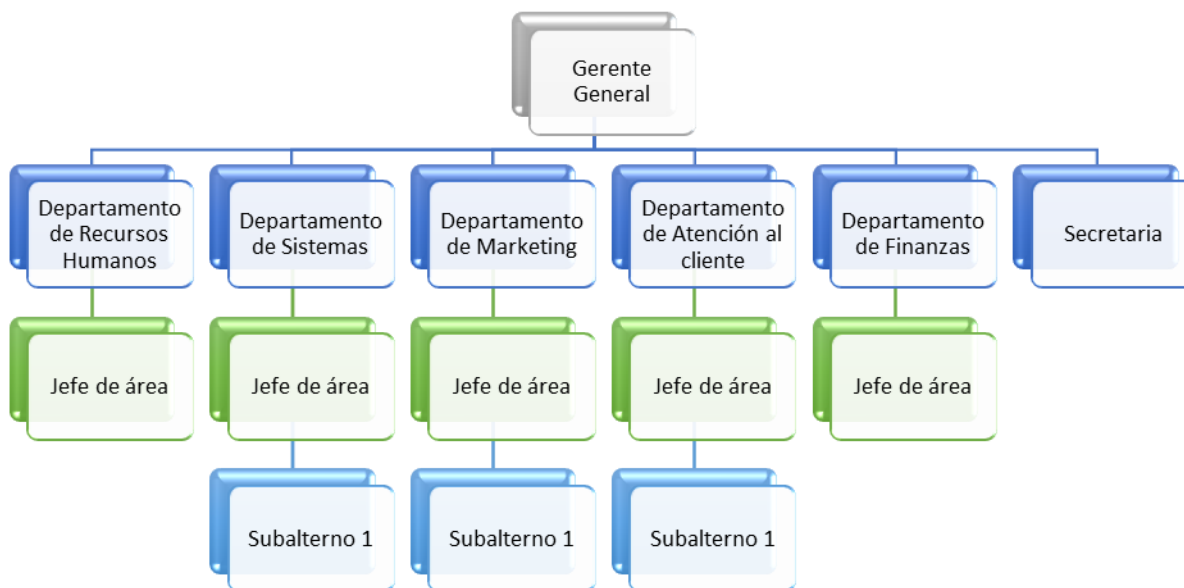 Gerente
General
Departamento
de Recursos
Humanos
Departamento
de Sistemas
Departamento
de Marketing
Departamento
de Atención al
cliente
Departamento
de Finanzas
Secretaria
Jefe de área
Jefe de área
Jefe de área
Jefe de área
Jefe de área
Subalterno 1
Subalterno 1
Subalterno 1